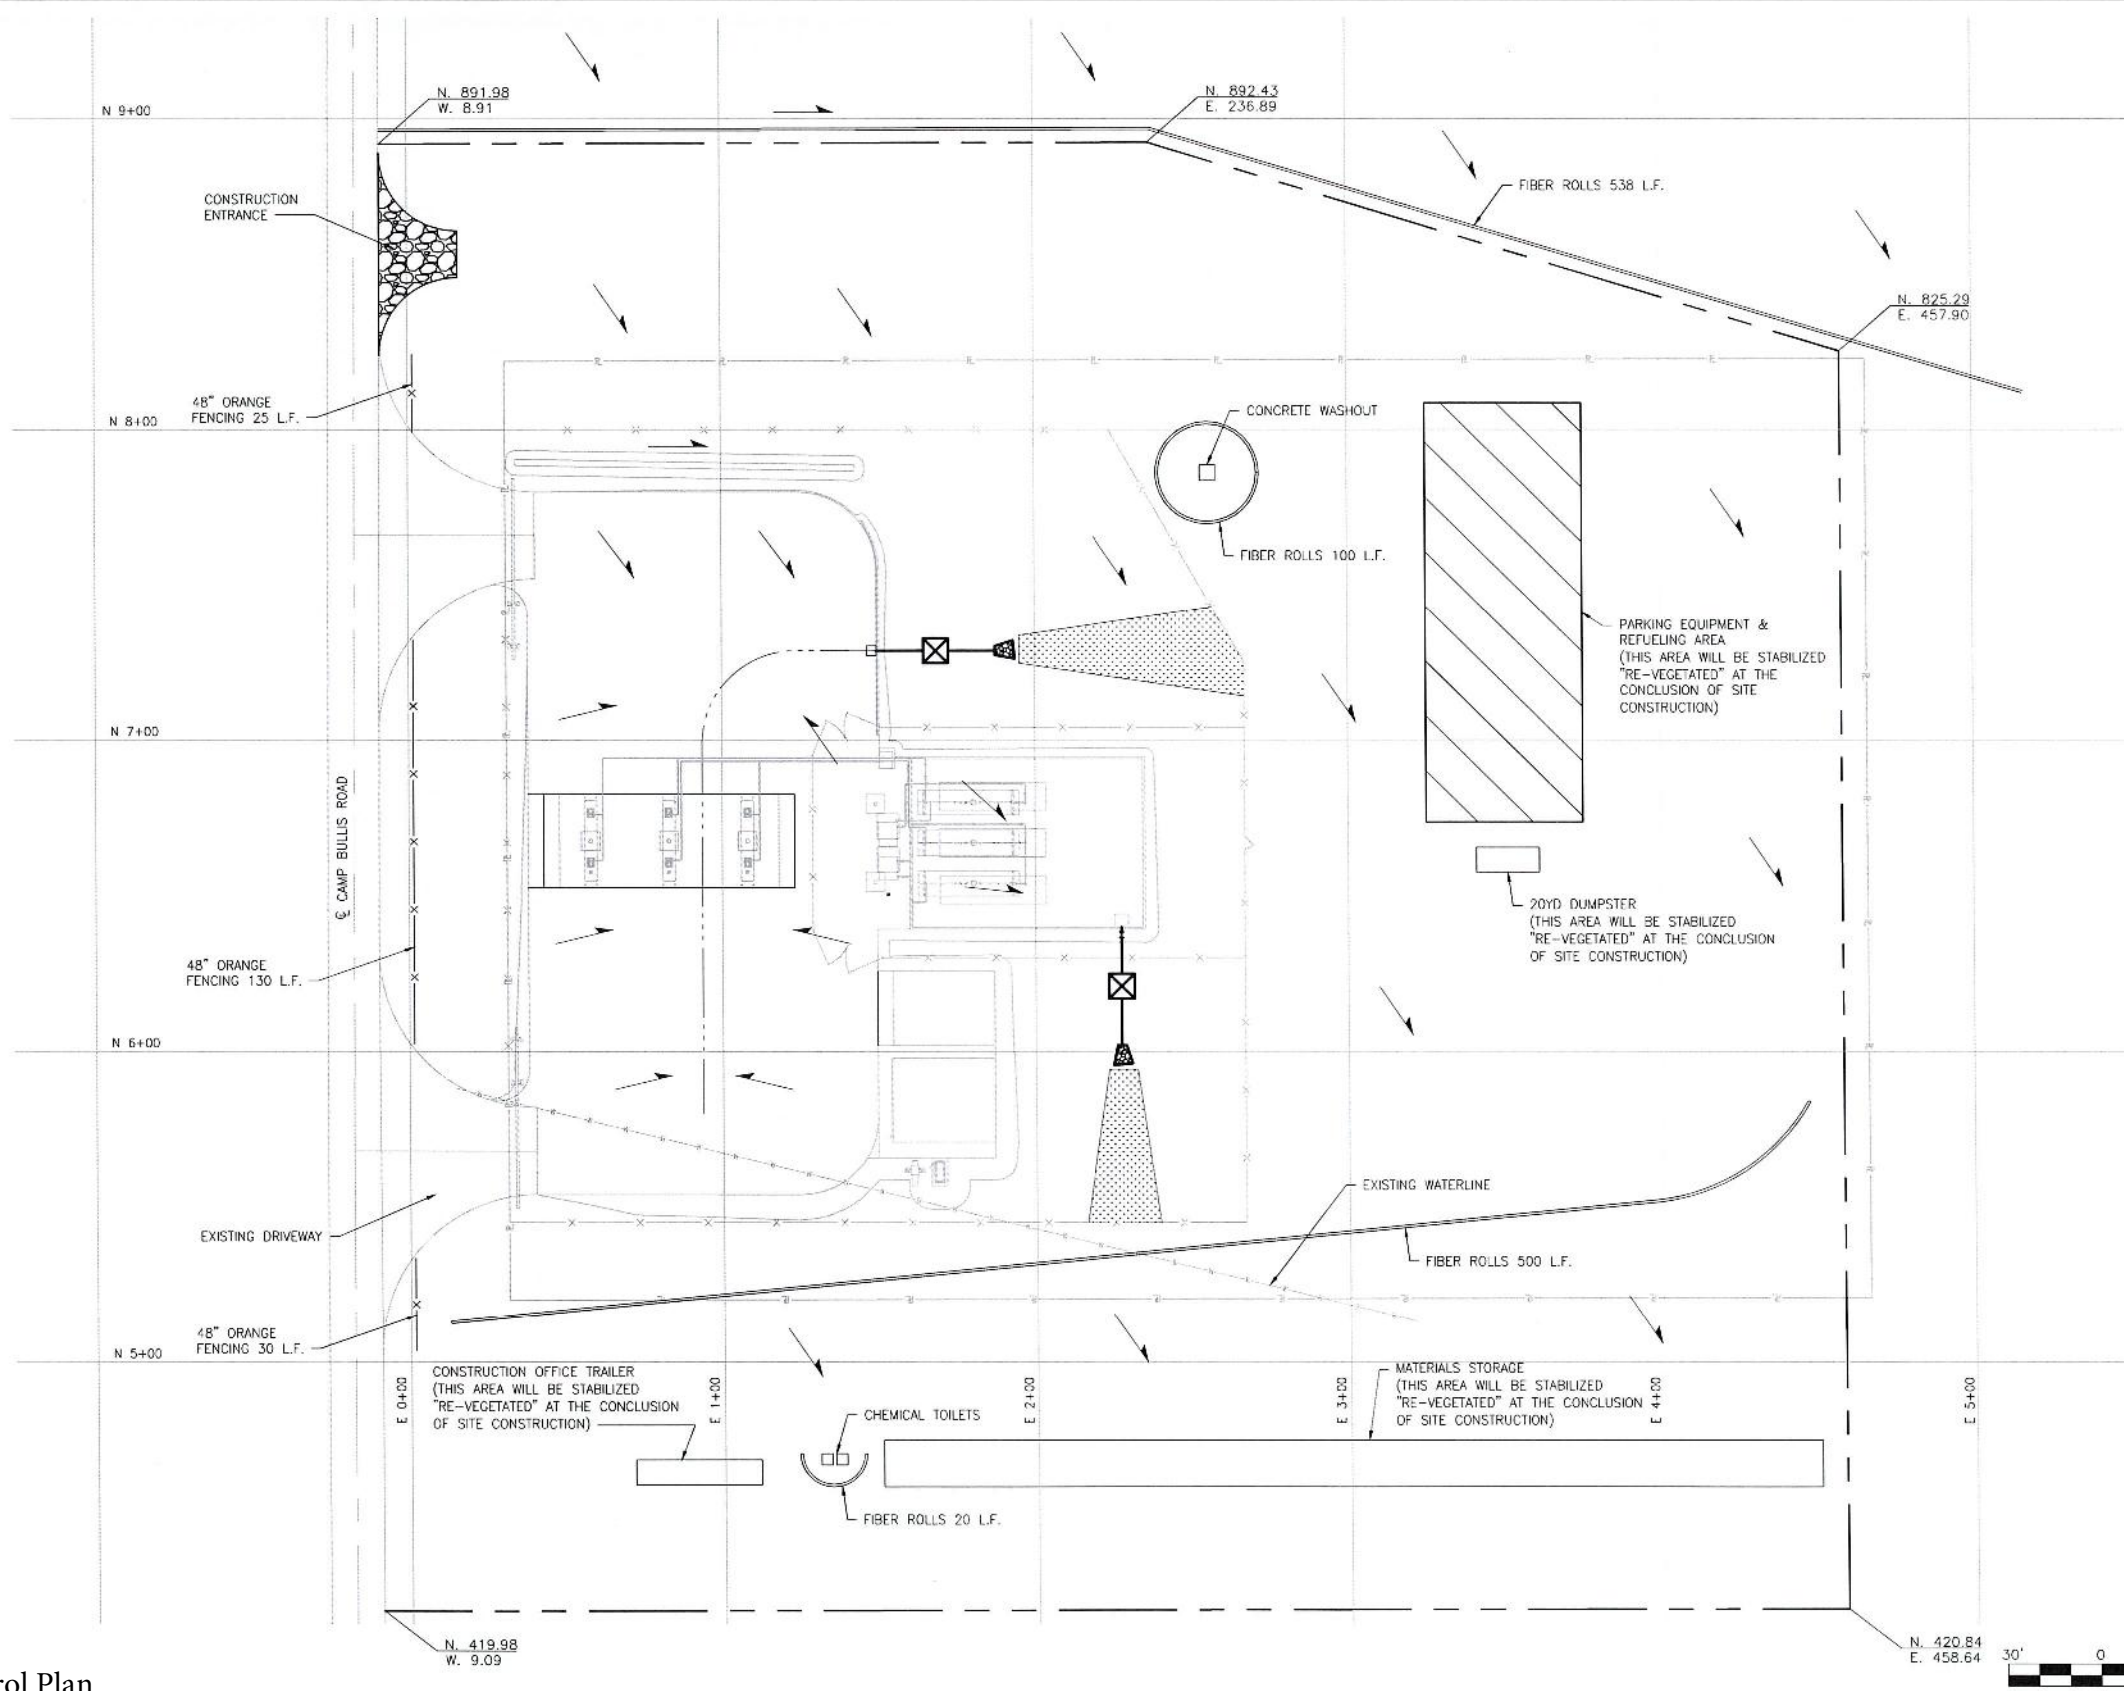 N. 891.98
W. 8.91
N. 892.43
E. 236.89
N 9+00
FIBER ROLLS 538 L.F.
CONSTRUCTION
ENTRANCE
N. 825.29
E. 457.90
48" ORANGE
FENCING 25 L.F.
N 8+00
CONCRETE WASHOUT
FIBER ROLLS 100 L.F.
PARKING EQUIPMENT &
REFUELING AREA
(THIS AREA WILL BE STABILIZED
"RE-VEGETATED" AT THE
CONCLUSION OF SITE
CONSTRUCTION)
N 7+00
℄ CAMP BULLIS ROAD
20YD DUMPSTER
(THIS AREA WILL BE STABILIZED
"RE-VEGETATED" AT THE CONCLUSION
OF SITE CONSTRUCTION)
48" ORANGE
FENCING 130 L.F.
N 6+00
EXISTING WATERLINE
EXISTING DRIVEWAY
FIBER ROLLS 500 L.F.
48" ORANGE
FENCING 30 L.F.
N 5+00
E 0+00
E 1+00
E 2+00
E 3+00
E 4+00
E 5+00
CONSTRUCTION OFFICE TRAILER
(THIS AREA WILL BE STABILIZED
"RE-VEGETATED" AT THE CONCLUSION
OF SITE CONSTRUCTION)
CHEMICAL TOILETS
MATERIALS STORAGE
(THIS AREA WILL BE STABILIZED
"RE-VEGETATED" AT THE CONCLUSION
OF SITE CONSTRUCTION)
FIBER ROLLS 20 L.F.
N. 419.98
W. 9.09
N. 420.84
E. 458.64
30' 0
rol Plan